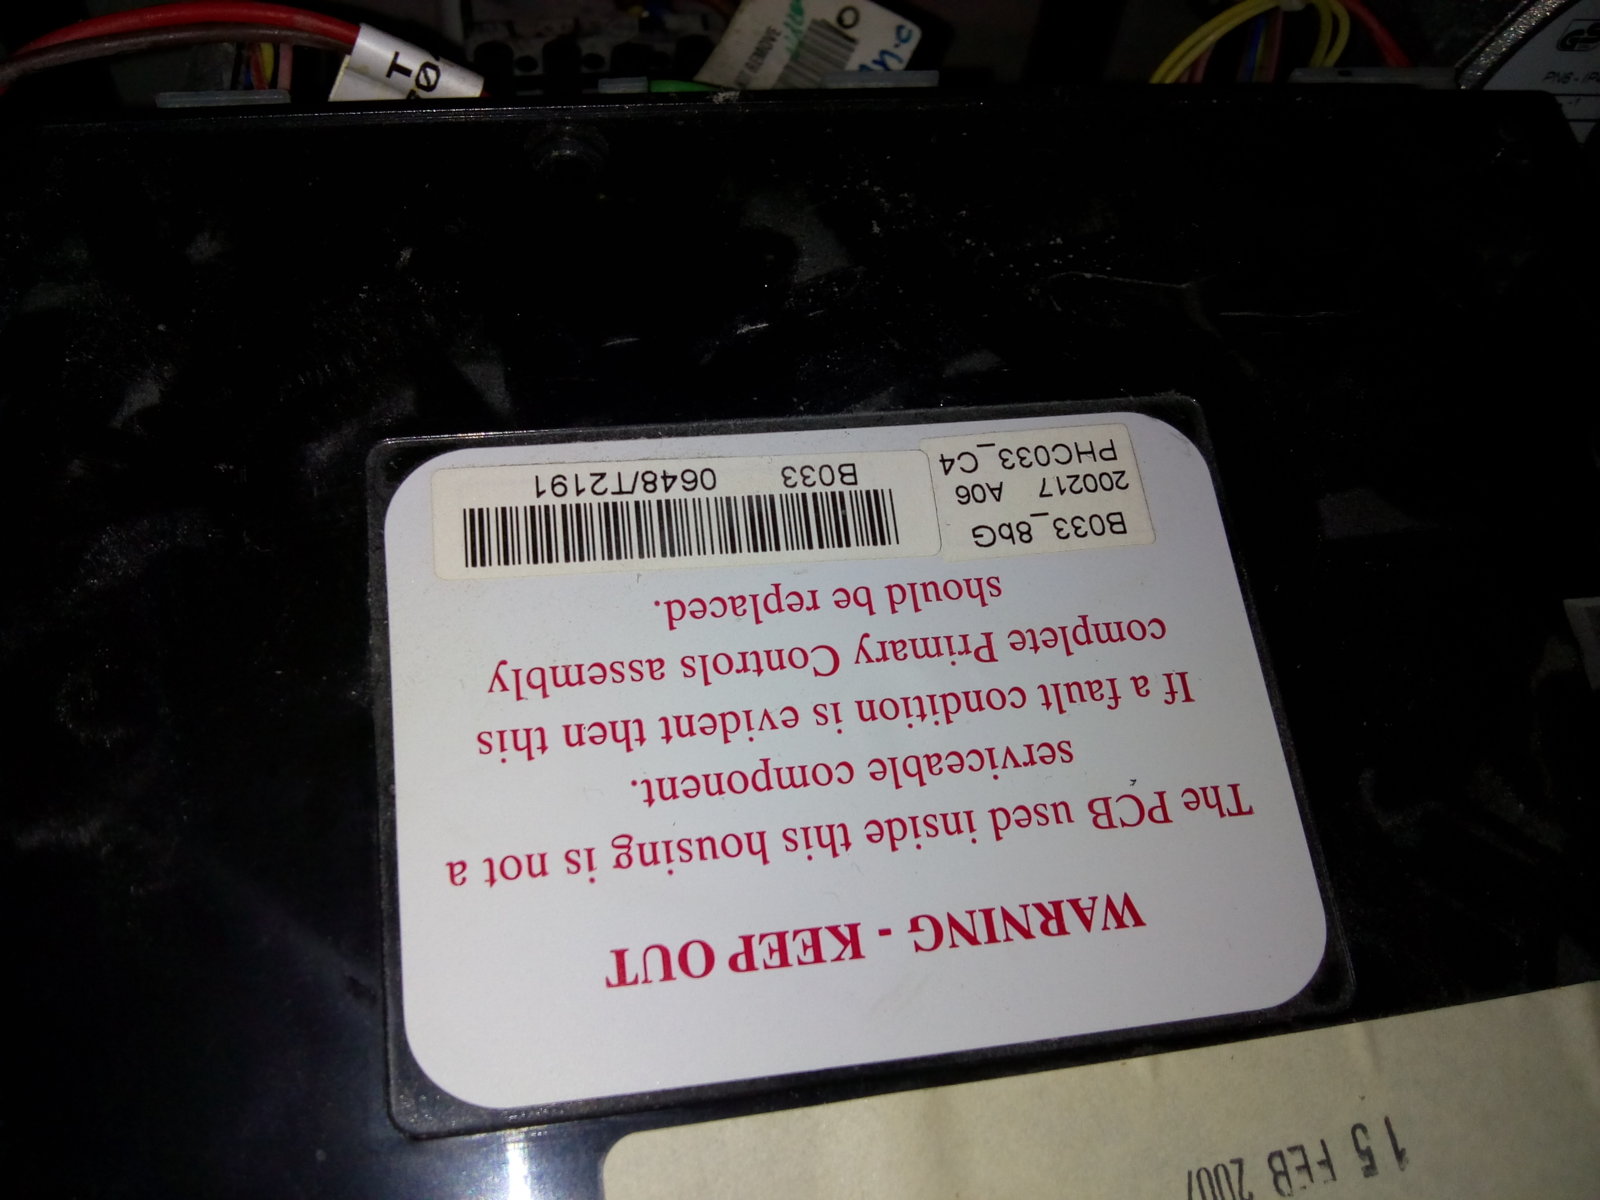 WARNING - KEEP OUT
The PCB used inside this housing is not a
serviceable component.
If a fault condition is evident then this
complete Primary Controls assembly
should be replaced.
B033_8bG
200217 A06
PHC033_C4
B033 0648/T2191
15 FEB 2007
T
REMOVE